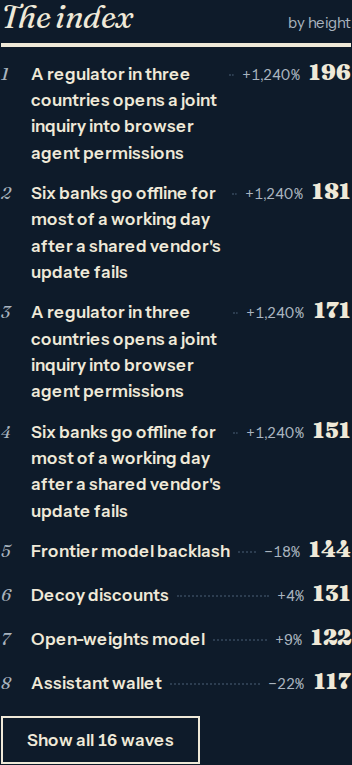 The index by height
1 A regulator in three +1,240% 196
countries opens a joint
inquiry into browser
agent permissions
2 Six banks go offline for +1,240% 181
most of a working day
after a shared vendor's
update fails
3 A regulator in three +1,240% 171
countries opens a joint
inquiry into browser
agent permissions
4 Six banks go offline for +1,240% 151
most of a working day
after a shared vendor's
update fails
5 Frontier model backlash −18% 144
6 Decoy discounts +4% 131
7 Open-weights model +9% 122
8 Assistant wallet −22% 117
Show all 16 waves